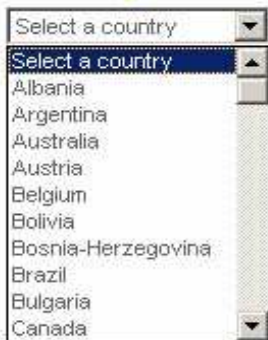 Select a country
Select a country
Albania
Argentina
Australia
Austria
Belgium
Bolivia
Bosnia-Herzegovina
Brazil
Bulgaria
Canada